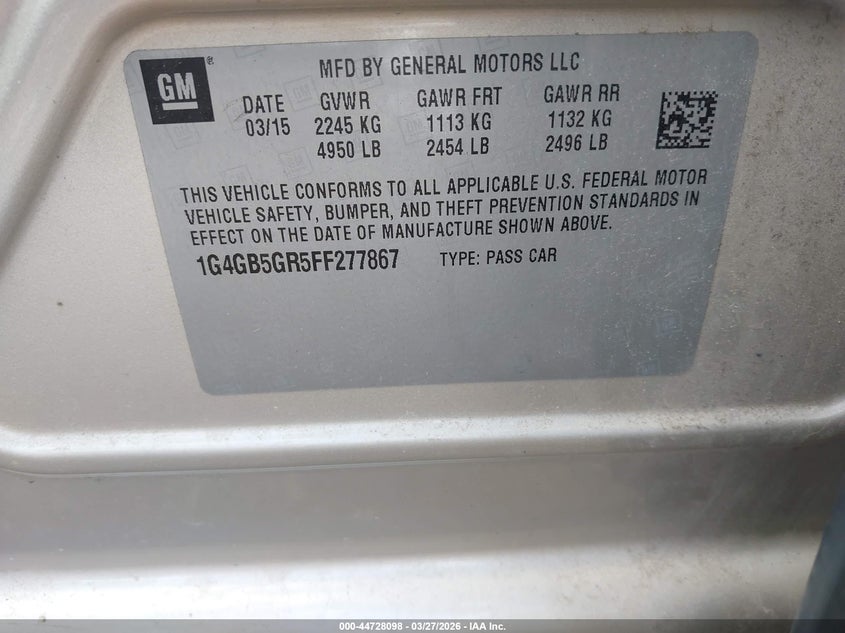 GM®
MFD BY GENERAL MOTORS LLC
DATE GVWR GAWR FRT GAWR RR
03/15 2245 KG 1113 KG 1132 KG
4950 LB 2454 LB 2496 LB
THIS VEHICLE CONFORMS TO ALL APPLICABLE U.S. FEDERAL MOTOR
VEHICLE SAFETY, BUMPER, AND THEFT PREVENTION STANDARDS IN
EFFECT ON THE DATE OF MANUFACTURE SHOWN ABOVE.
1G4GB5GR5FF277867 TYPE: PASS CAR
000-44728098 - 03/27/2026 - IAA Inc.